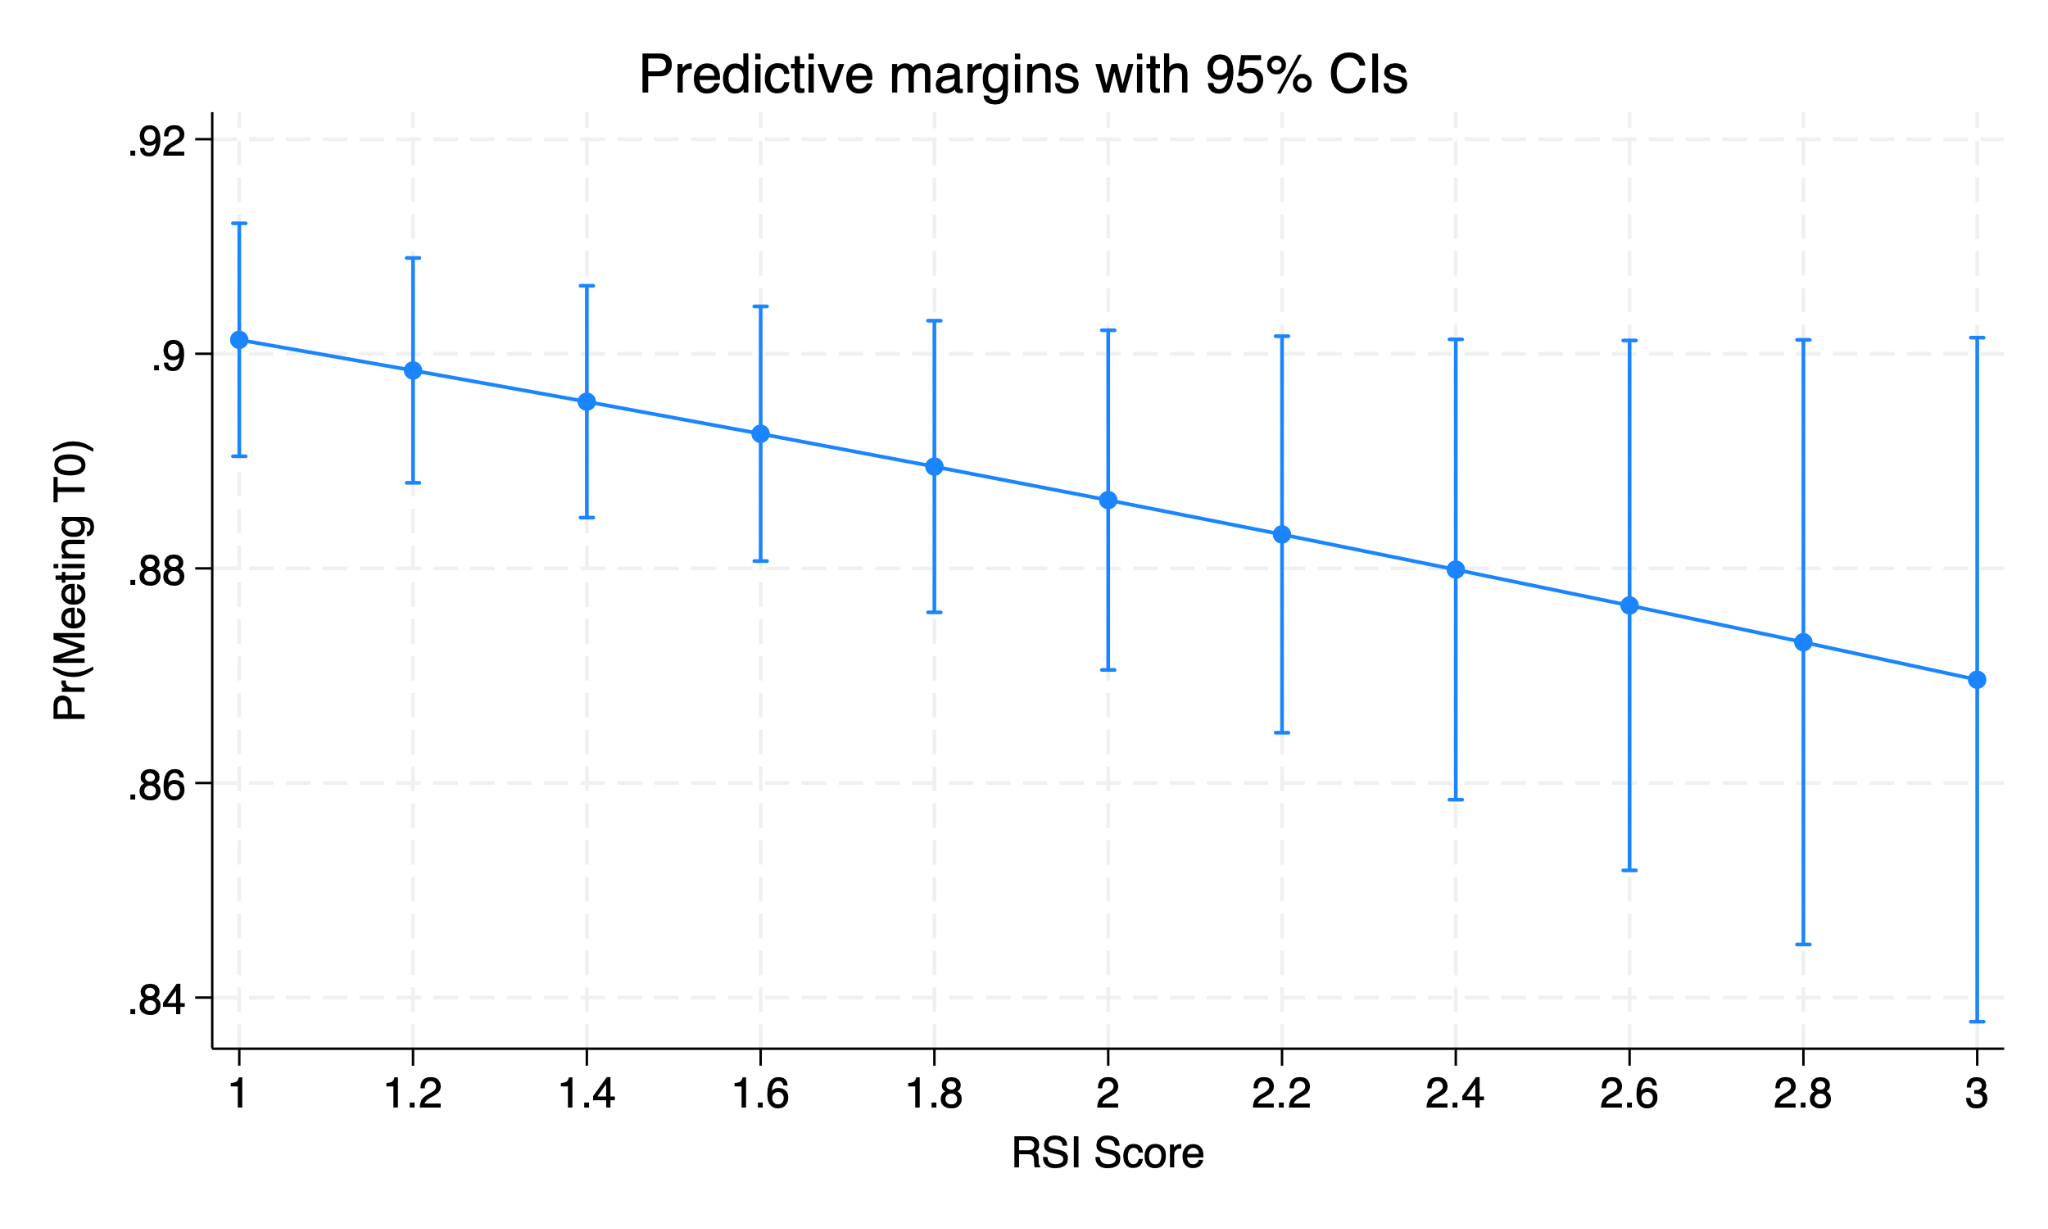 Predictive margins with 95% CIs
Pr(Meeting T0)
.92
.9
.88
.86
.84
1 1.2 1.4 1.6 1.8 2 2.2 2.4 2.6 2.8 3
RSI Score